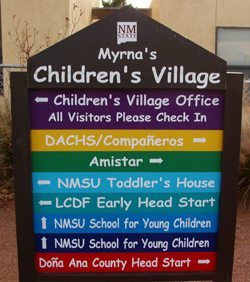 NM
STATE
Myrna's
Children's Village
← Children's Village Office
All Visitors Please Check In
DACHS/Compañeros →
Amistar →
← NMSU Toddler's House
← LCDF Early Head Start
↑ NMSU School for Young Children
↑ NMSU School for Young Children
Doña Ana County Head Start →